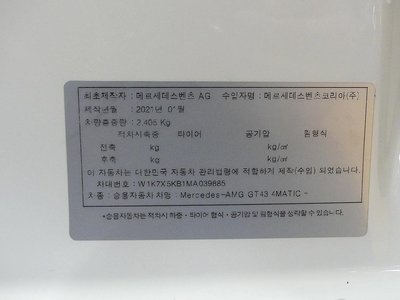 최초제작자 : 메르세데스벤츠 AG 수입자명 : 메르세데스벤츠코리아(주)
제작년월 : 2021년 01월
차량총중량 : 2,405 Kg
적차시축중 타이어 공기압 원형식
전축 kg kg/㎠
후축 kg kg/㎠
이 자동차는 대한민국 자동차 관리법령에 적합하게 제작(수입) 되었습니다.
차대번호 : W1K7X5KB1MA039885
차종 : 승용자동차 차명 : Mercedes-AMG GT43 4MATIC +
*승용자동차는 적차시 하중 · 타이어 형식 · 공기압 및 원형식을 생략할 수 있습니다.